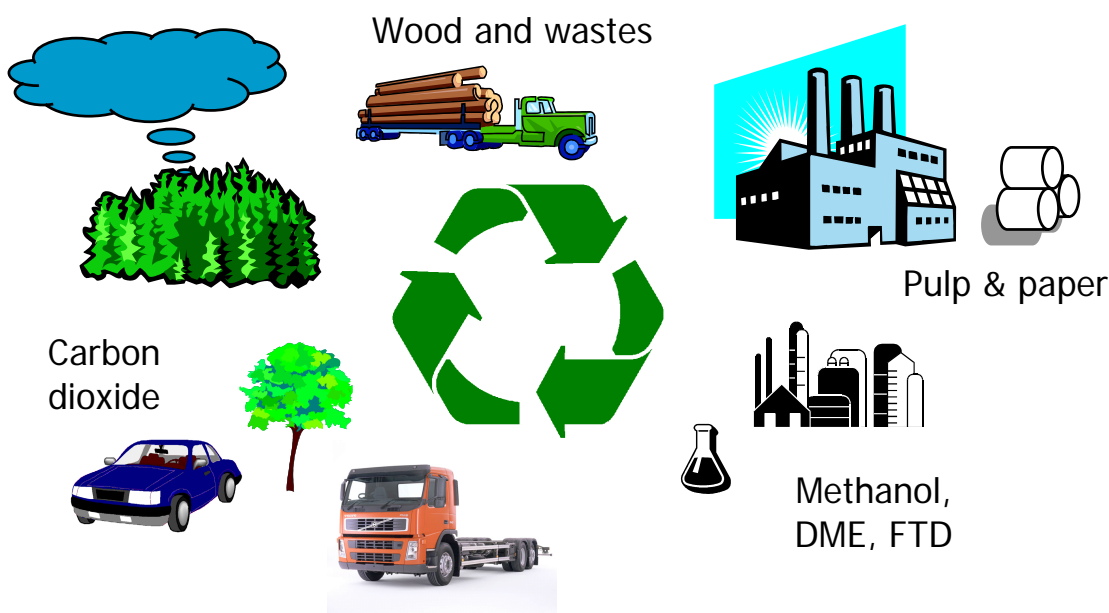 Wood and wastes
Pulp & paper
Carbon
dioxide
Methanol,
DME, FTD